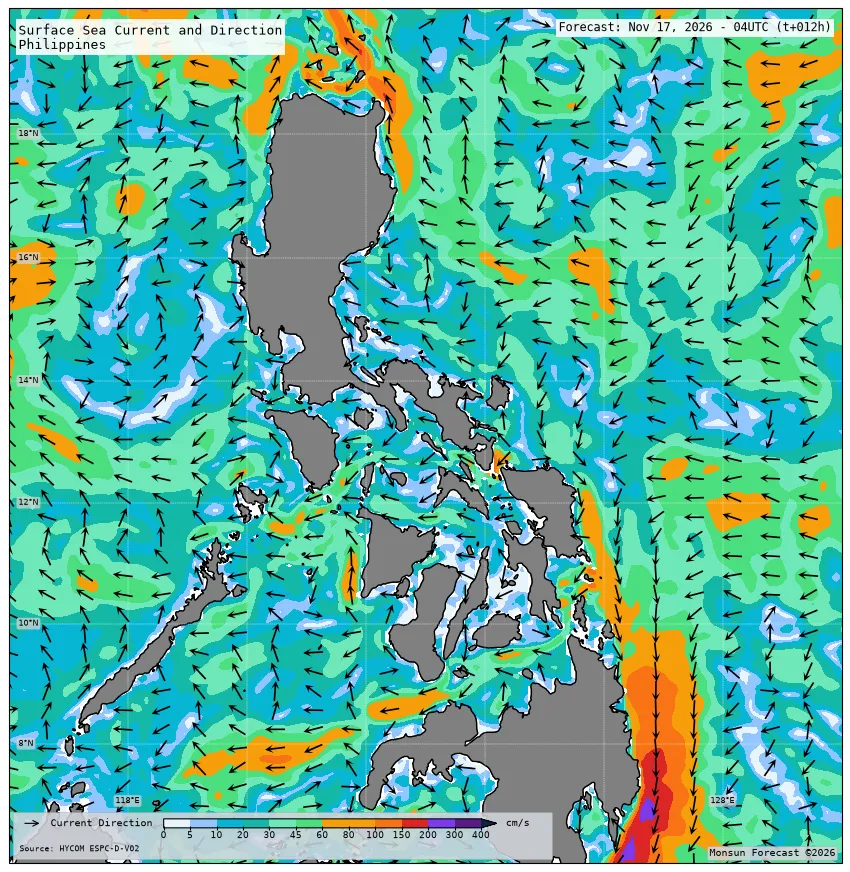 Surface Sea Current and Direction
Philippines
Forecast: Nov 17, 2026 - 04UTC (t+012h)
18°N
16°N
14°N
12°N
10°N
8°N
118°E
128°E
Current Direction
cm/s
0 5 10 20 30 45 60 80 100 150 200 300 400
Source: HYCOM ESPC-D-V02
Monsun Forecast ©2026